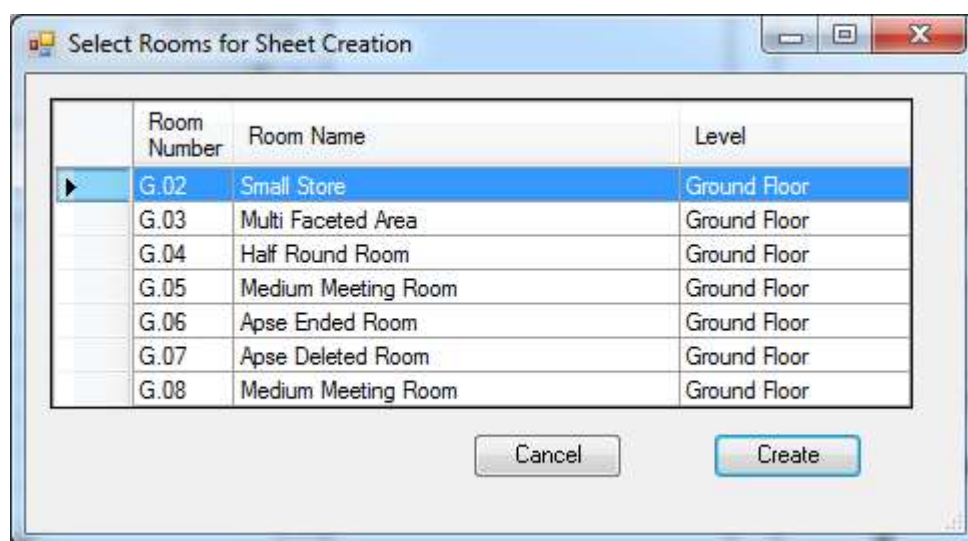 Select Rooms for Sheet Creation
Room Number Room Name Level
G.02 Small Store Ground Floor
G.03 Multi Faceted Area Ground Floor
G.04 Half Round Room Ground Floor
G.05 Medium Meeting Room Ground Floor
G.06 Apse Ended Room Ground Floor
G.07 Apse Deleted Room Ground Floor
G.08 Medium Meeting Room Ground Floor
Cancel Create